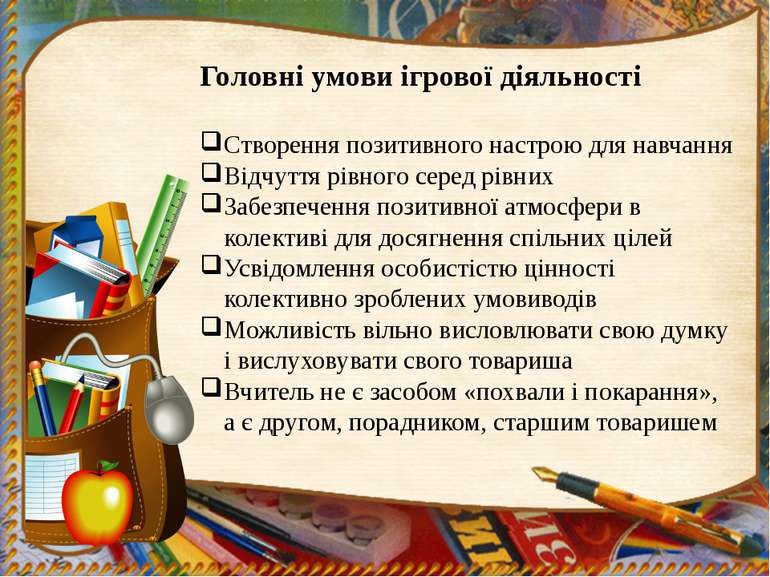 Головні умови ігрової діяльності
Створення позитивного настрою для навчання
Відчуття рівного серед рівних
Забезпечення позитивної атмосфери в
колективі для досягнення спільних цілей
Усвідомлення особистістю цінності
колективно зроблених умовиводів
Можливість вільно висловлювати свою думку
і вислуховувати свого товариша
Вчитель не є засобом «похвали і покарання»,
а є другом, порадником, старшим товаришем